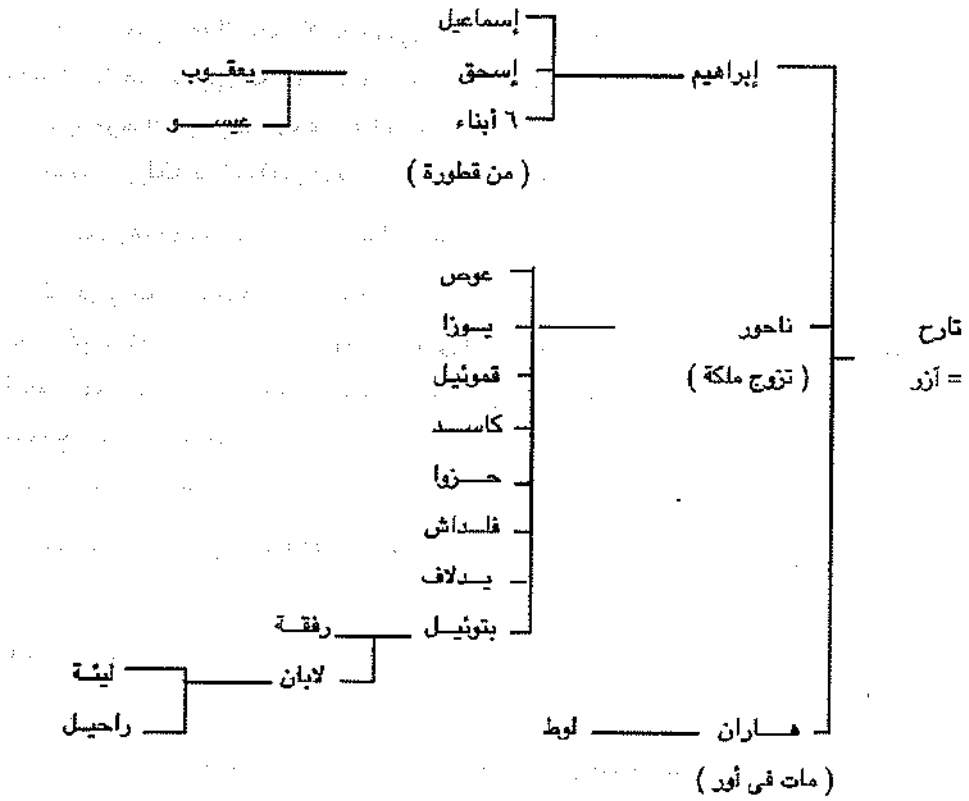 إسماعيل
إبراهيم إسحق يعقوب
٦ أبناء عيسو
( من قطورة )
عوص
تارح ناحور يوزا
= آزر ( تزوج ملكة ) قموئيل
كاسد
حزوا
فلداش
يدلاف
بتوئيل رفقة
لابان ليئة
هاران لوط راحيل
( مات فى أور )